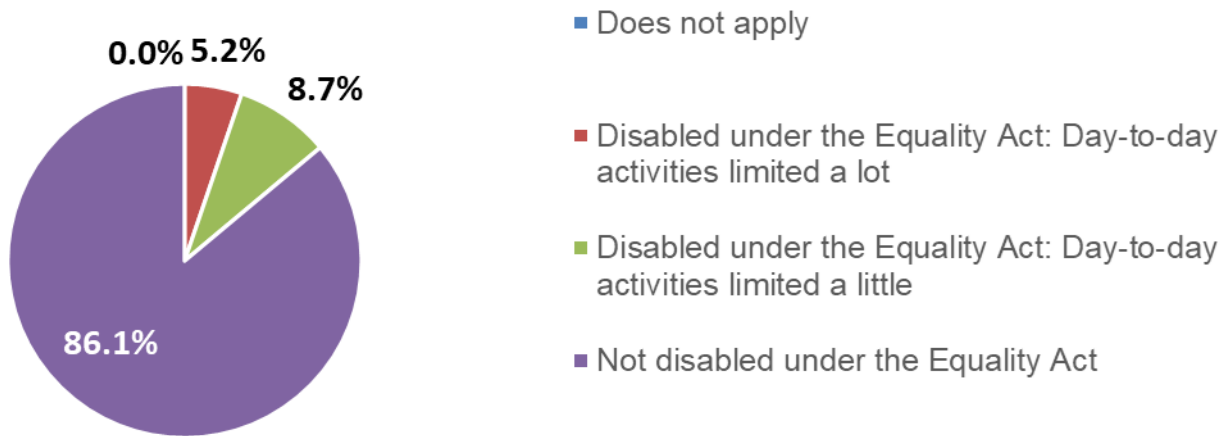 0.0% 5.2%
8.7%
86.1%
Does not apply
Disabled under the Equality Act: Day-to-day
activities limited a lot
Disabled under the Equality Act: Day-to-day
activities limited a little
Not disabled under the Equality Act